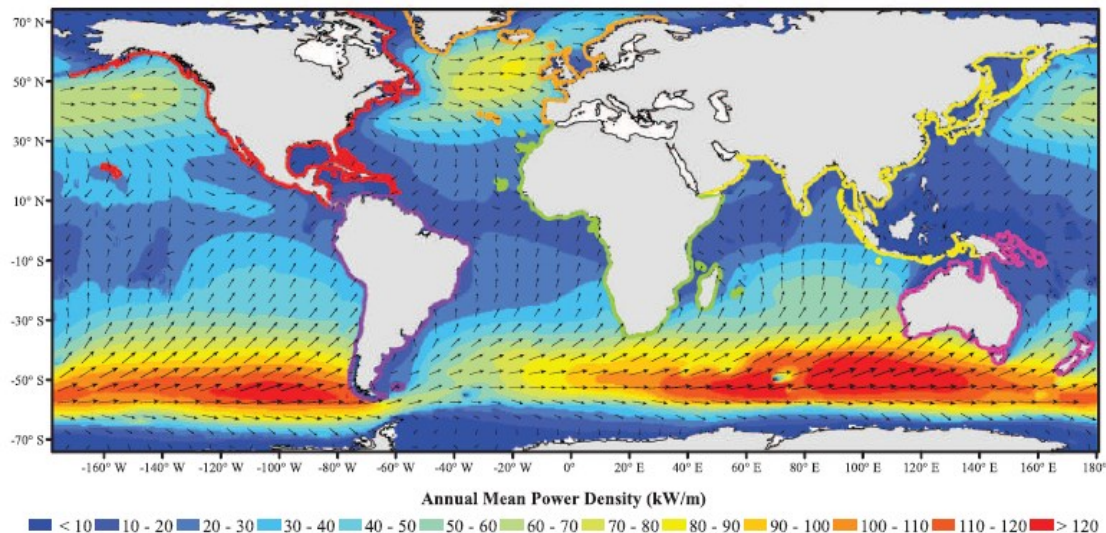 70° N
50° N
30° N
10° N
-10° S
-30° S
-50° S
-70° S
-160° W -140° W -120° W -100° W -80° W -60° W -40° W -20° W 0° 20° E 40° E 60° E 80° E 100° E 120° E 140° E 160° E 180° E
Annual Mean Power Density (kW/m)
< 10 10 - 20 20 - 30 30 - 40 40 - 50 50 - 60 60 - 70 70 - 80 80 - 90 90 - 100 100 - 110 110 - 120 > 120